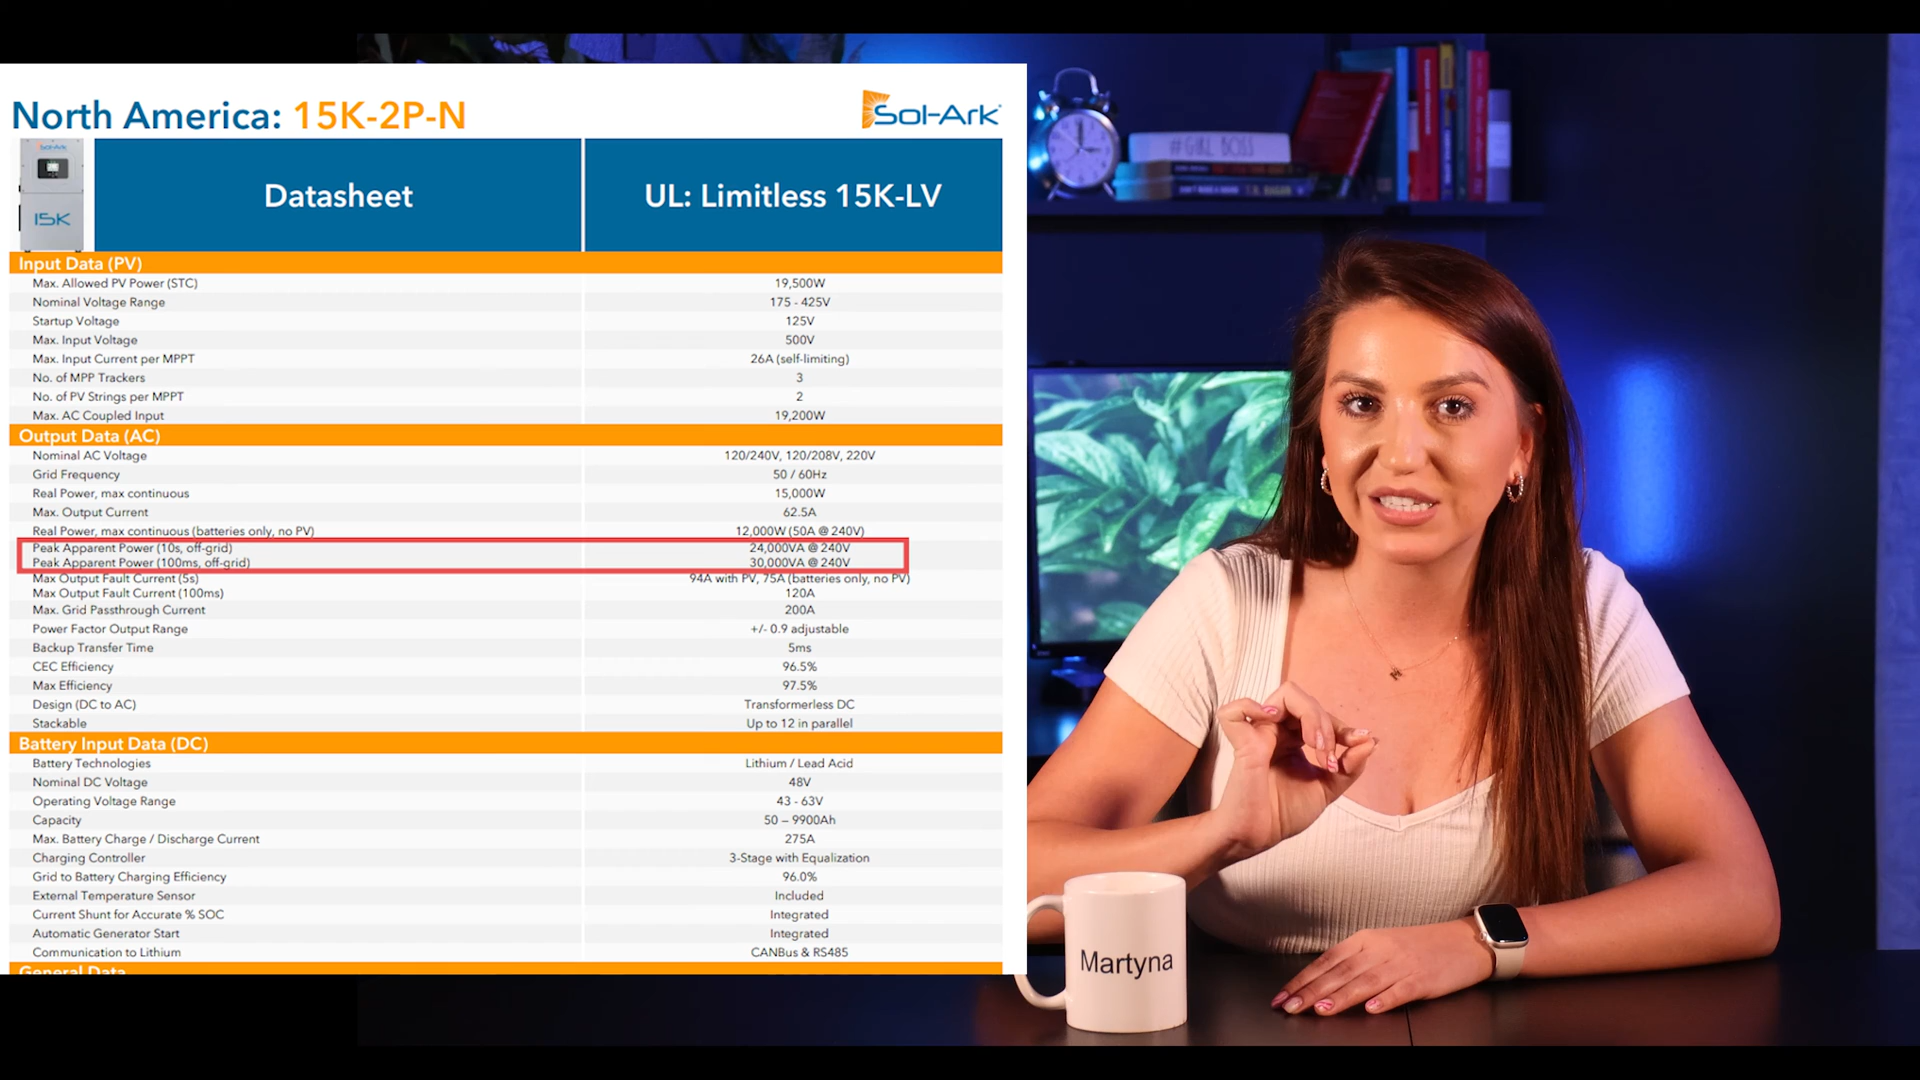 North America: 15K-2P-N
Sol-Ark
Sol-Ark
15K
Datasheet UL: Limitless 15K-LV
Input Data (PV)
Max. Allowed PV Power (STC) 19,500W
Nominal Voltage Range 175 - 425V
Startup Voltage 125V
Max. Input Voltage 500V
Max. Input Current per MPPT 26A (self-limiting)
No. of MPP Trackers 3
No. of PV Strings per MPPT 2
Max. AC Coupled Input 19,200W
Output Data (AC)
Nominal AC Voltage 120/240V, 120/208V, 220V
Grid Frequency 50 / 60Hz
Real Power, max continuous 15,000W
Max. Output Current 62.5A
Real Power, max continuous (batteries only, no PV) 12,000W (50A @ 240V)
Peak Apparent Power (10s, off-grid) 24,000VA @ 240V
Peak Apparent Power (100ms, off-grid) 30,000VA @ 240V
Max Output Fault Current (5s) 94A with PV, 75A (batteries only, no PV)
Max Output Fault Current (100ms) 120A
Max. Grid Passthrough Current 200A
Power Factor Output Range +/- 0.9 adjustable
Backup Transfer Time 5ms
CEC Efficiency 96.5%
Max Efficiency 97.5%
Design (DC to AC) Transformerless DC
Stackable Up to 12 in parallel
Battery Input Data (DC)
Battery Technologies Lithium / Lead Acid
Nominal DC Voltage 48V
Operating Voltage Range 43 - 63V
Capacity 50 – 9900Ah
Max. Battery Charge / Discharge Current 275A
Charging Controller 3-Stage with Equalization
Grid to Battery Charging Efficiency 96.0%
External Temperature Sensor Included
Current Shunt for Accurate % SOC Integrated
Automatic Generator Start Integrated
Communication to Lithium CANBus & RS485
General Data
#GIRL BOSS
Martyna